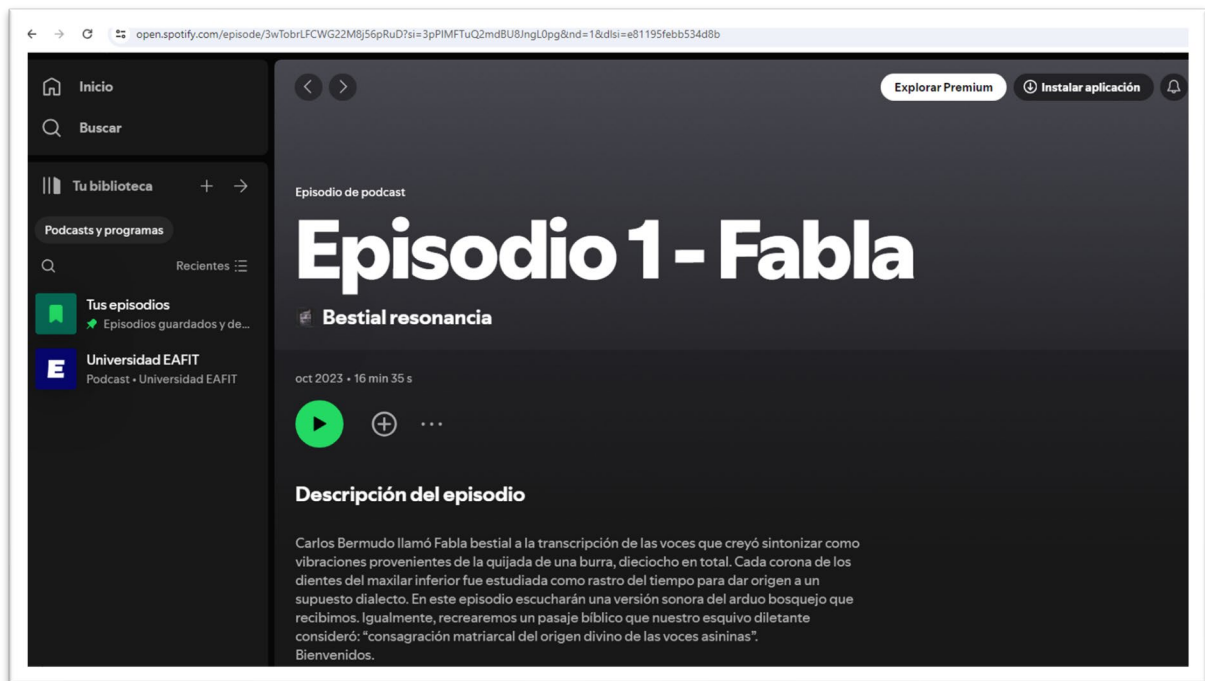 open.spotify.com/episode/3wTobrLFCWG22M8j56pRuD?si=3pPIMFTuQ2mdBU8JngL0pg&nd=1&dlsi=e81195febb534d8b
Inicio
Buscar
Tu biblioteca
Podcasts y programas
Recientes
Tus episodios
Episodios guardados y de...
E
Universidad EAFIT
Podcast • Universidad EAFIT
Explorar Premium
Instalar aplicación
Episodio de podcast
Episodio 1 - Fabla
Bestial resonancia
oct 2023 • 16 min 35 s
Descripción del episodio
Carlos Bermudo llamó Fabla bestial a la transcripción de las voces que creyó sintonizar como
vibraciones provenientes de la quijada de una burra, dieciocho en total. Cada corona de los
dientes del maxilar inferior fue estudiada como rastro del tiempo para dar origen a un
supuesto dialecto. En este episodio escucharán una versión sonora del arduo bosquejo que
recibimos. Igualmente, recrearemos un pasaje bíblico que nuestro esquivo diletante
consideró: “consagración matriarcal del origen divino de las voces asininas”.
Bienvenidos.